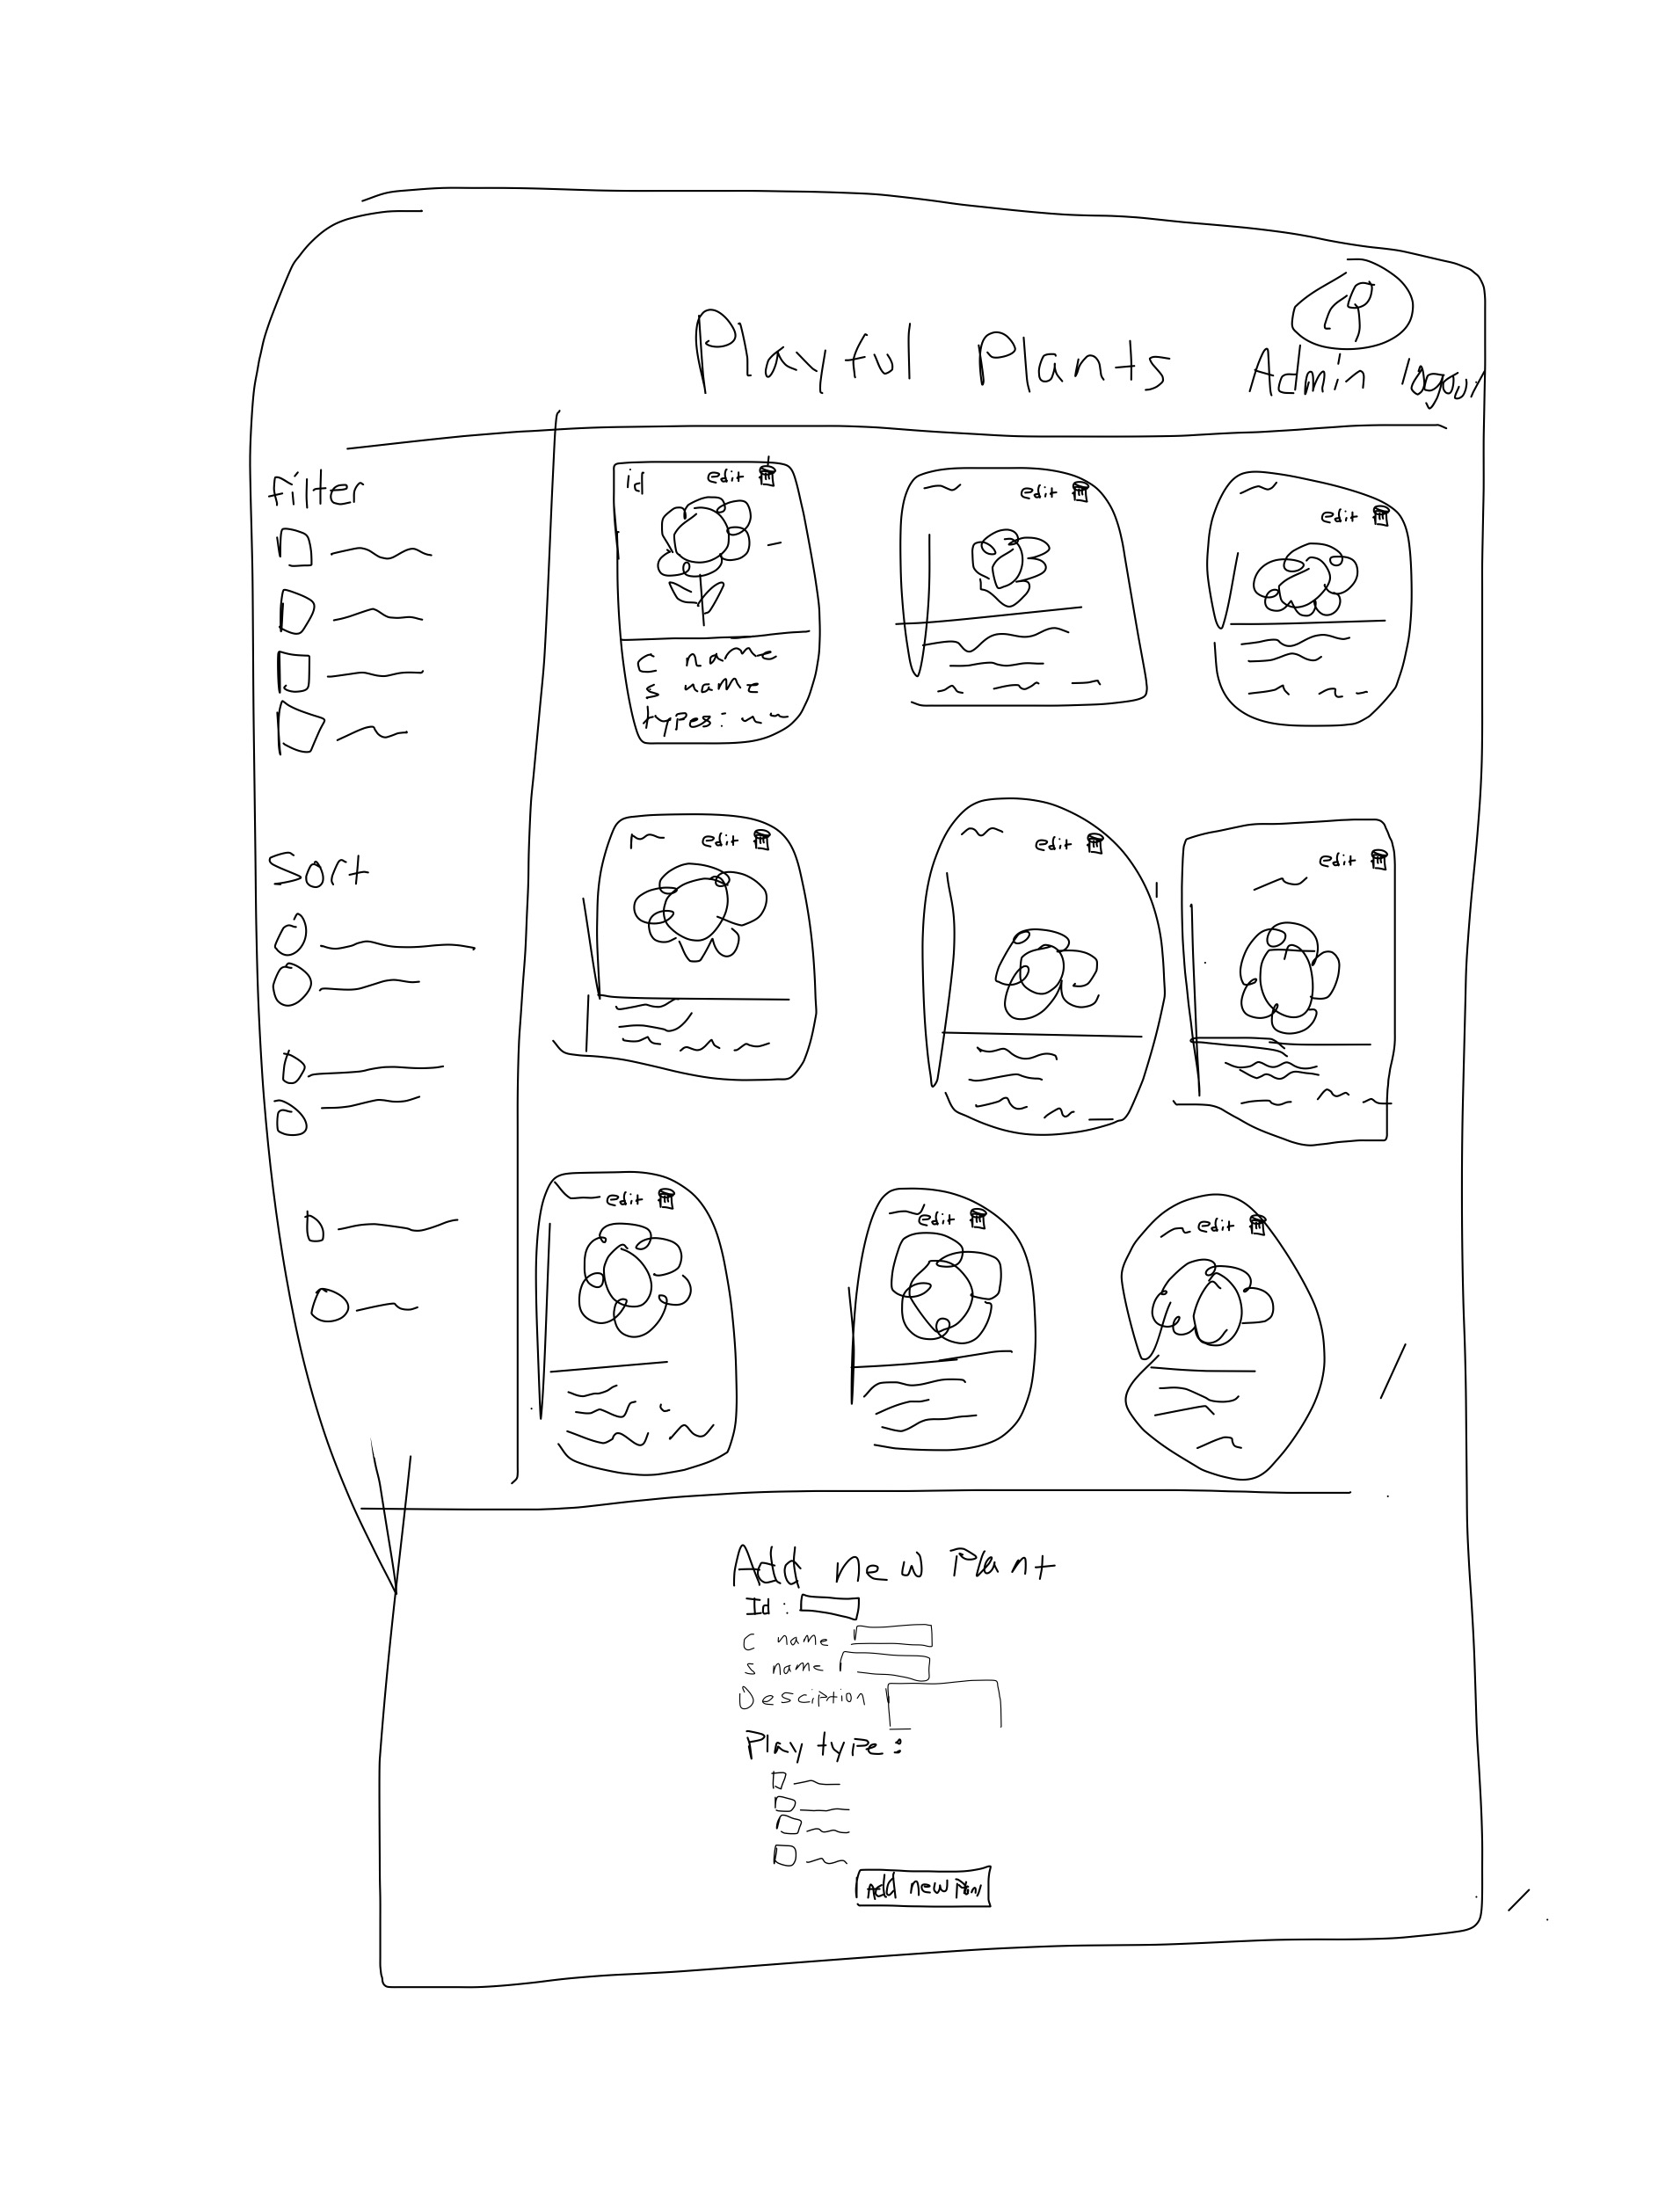 Playful Plants
Admin logout
filter
id edit
edit
edit
c name
s name
types:
Sort
edit
edit
edit
edit
edit
edit
Add new Plant
Id :
C name
s name
Desciption
Play type :
Add new